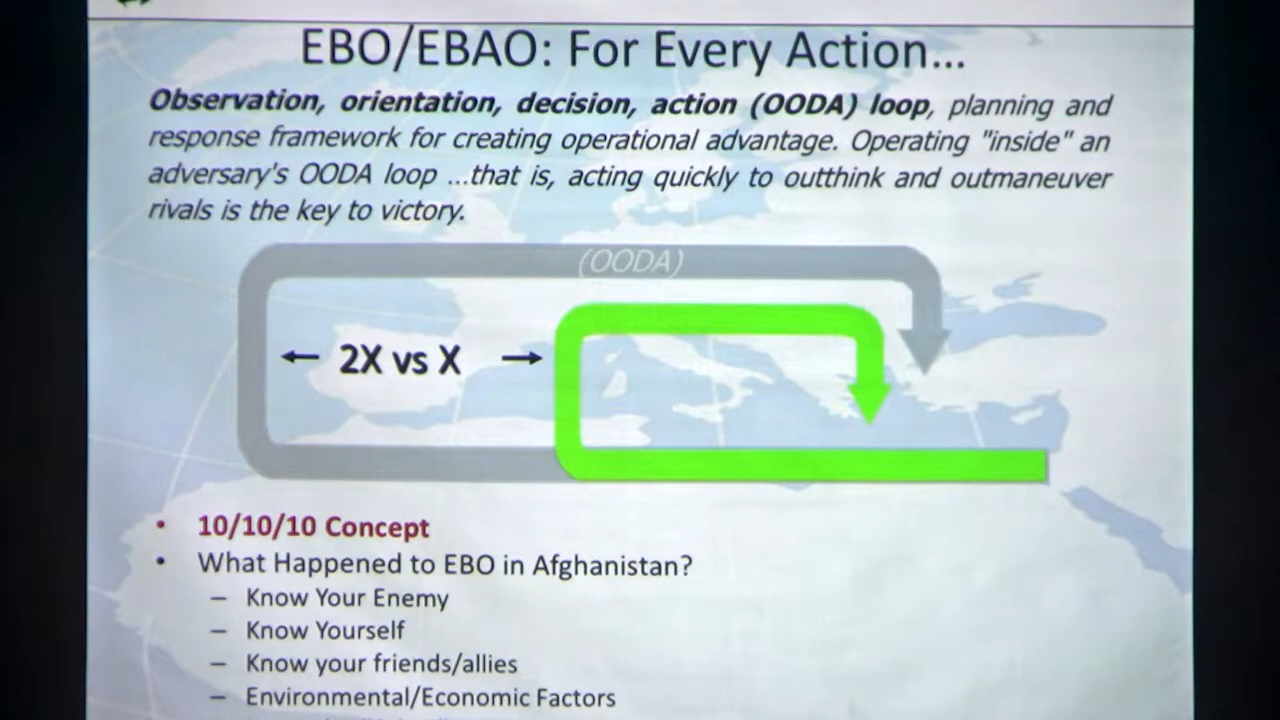 EBO/EBAO: For Every Action...
Observation, orientation, decision, action (OODA) loop, planning and
response framework for creating operational advantage. Operating "inside" an
adversary's OODA loop ...that is, acting quickly to outthink and outmaneuver
rivals is the key to victory.
(OODA)
← 2X vs X →
• 10/10/10 Concept
• What Happened to EBO in Afghanistan?
– Know Your Enemy
– Know Yourself
– Know your friends/allies
– Environmental/Economic Factors